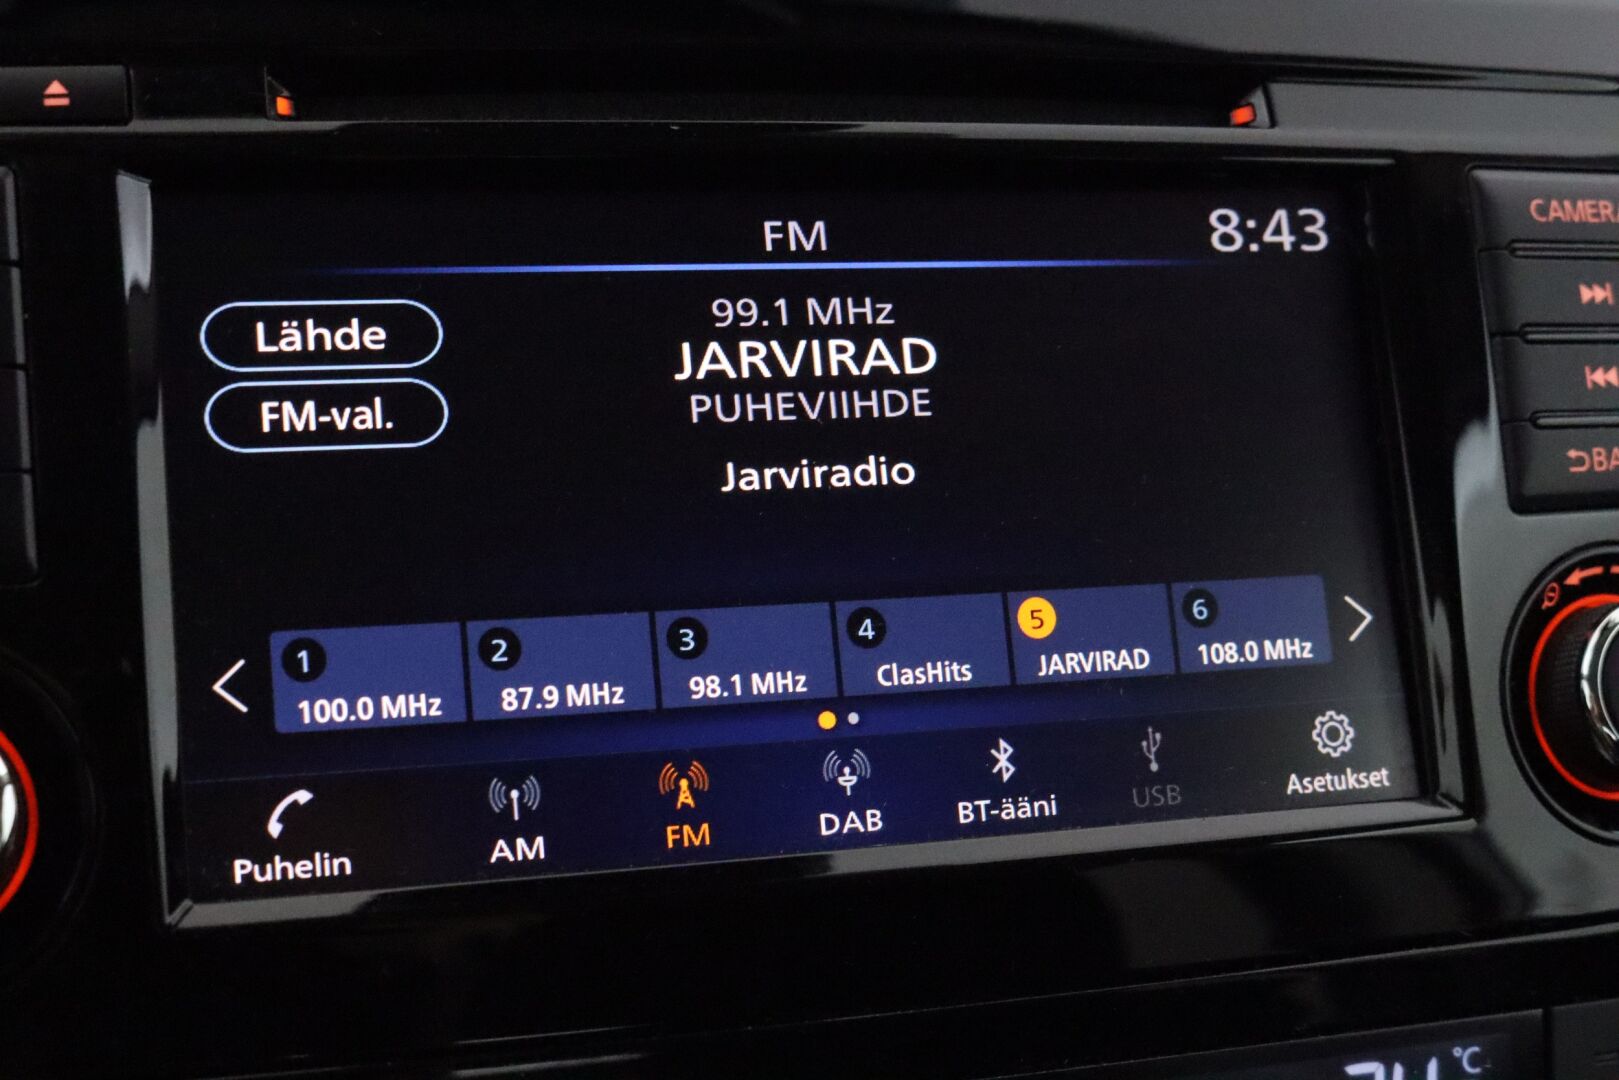 FM
8:43
CAMERA
Lähde
99.1 MHz
JARVIRAD
FM-val.
PUHEVIIHDE
Jarviradio
1
100.0 MHz
2
87.9 MHz
3
98.1 MHz
4
ClasHits
5
JARVIRAD
6
108.0 MHz
Puhelin
AM
FM
DAB
BT-ääni
USB
Asetukset
°C